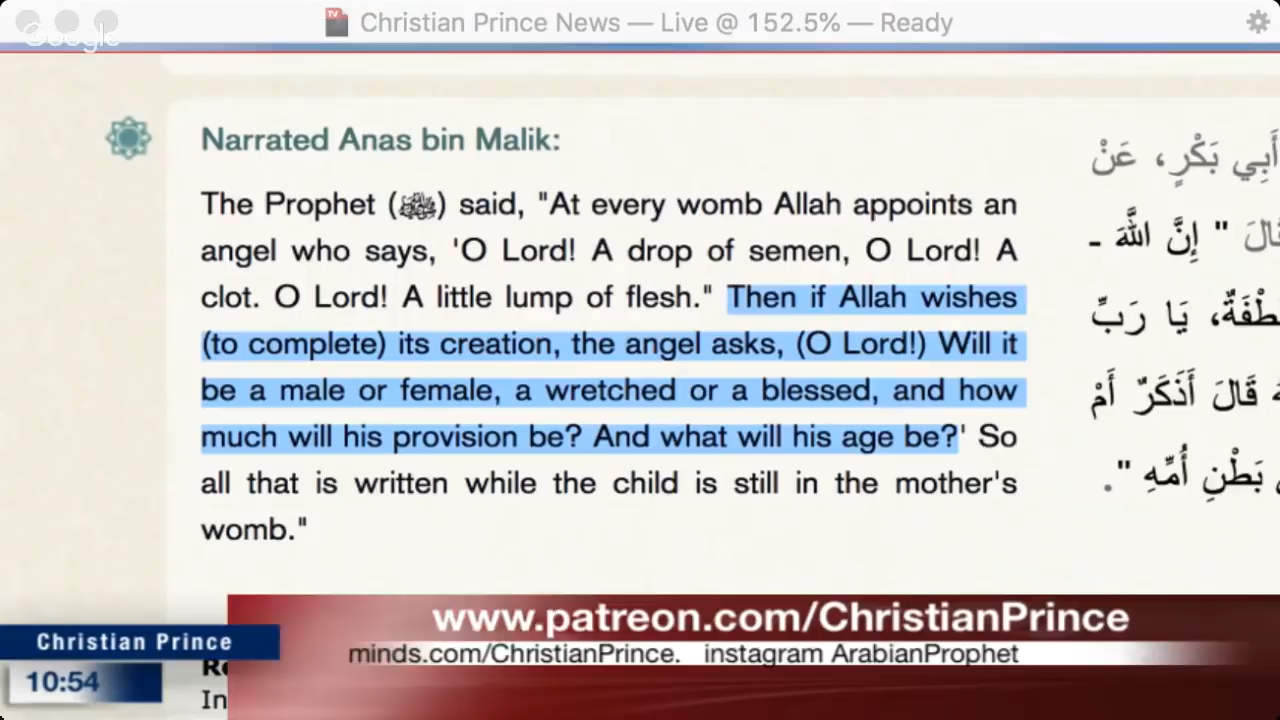 Christian Prince News — Live @ 152.5% — Ready
Google
Narrated Anas bin Malik:
The Prophet (ﷺ) said, "At every womb Allah appoints an
angel who says, 'O Lord! A drop of semen, O Lord! A
clot. O Lord! A little lump of flesh." Then if Allah wishes
(to complete) its creation, the angel asks, (O Lord!) Will it
be a male or female, a wretched or a blessed, and how
much will his provision be? And what will his age be?' So
all that is written while the child is still in the mother's
womb."
أَبِي بَكْرٍ، عَنْ
قَالَ " إِنَّ اللَّهَ ـ
يَا رَبِّ
قَالَ أَذَكَرٌ أَمْ
بَطْنِ أُمِّهِ ".
www.patreon.com/ChristianPrince
Christian Prince
minds.com/ChristianPrince. instagram ArabianProphet
10:54
In